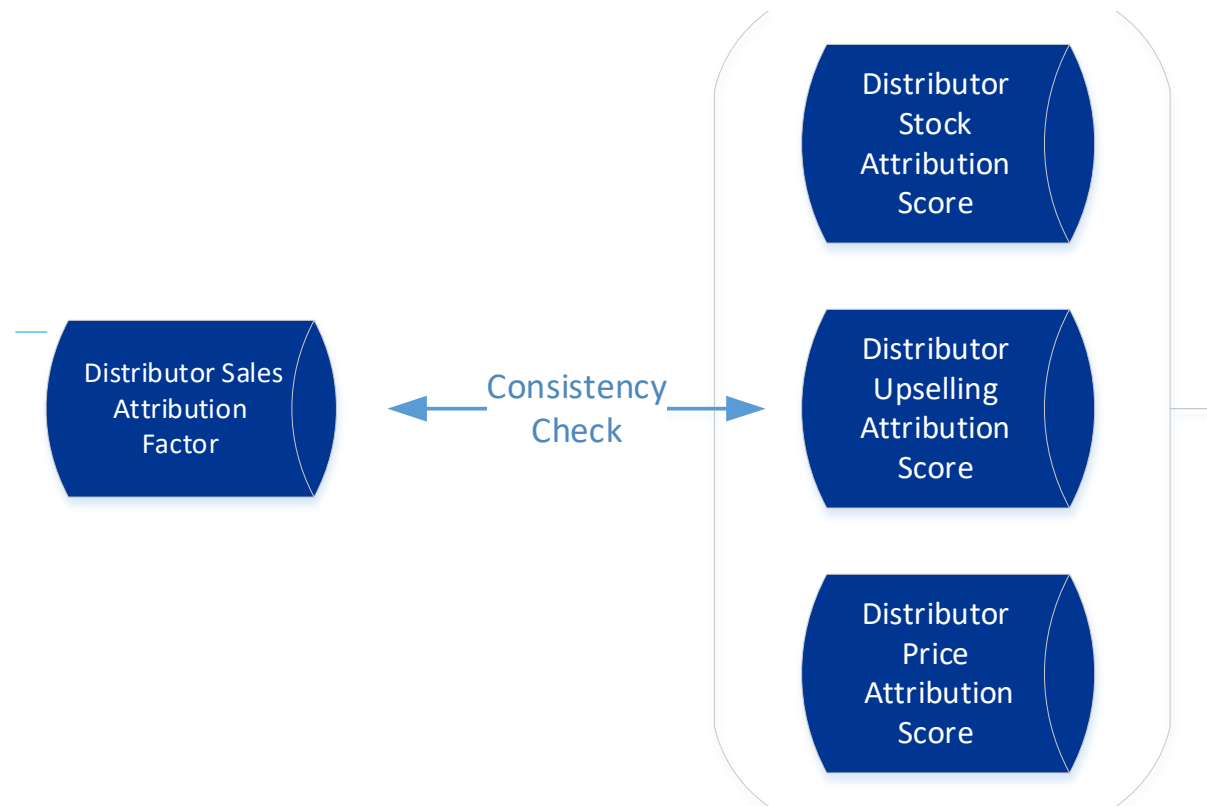 Distributor Sales
Attribution
Factor
Consistency
Check
Distributor
Stock
Attribution
Score
Distributor
Upselling
Attribution
Score
Distributor
Price
Attribution
Score